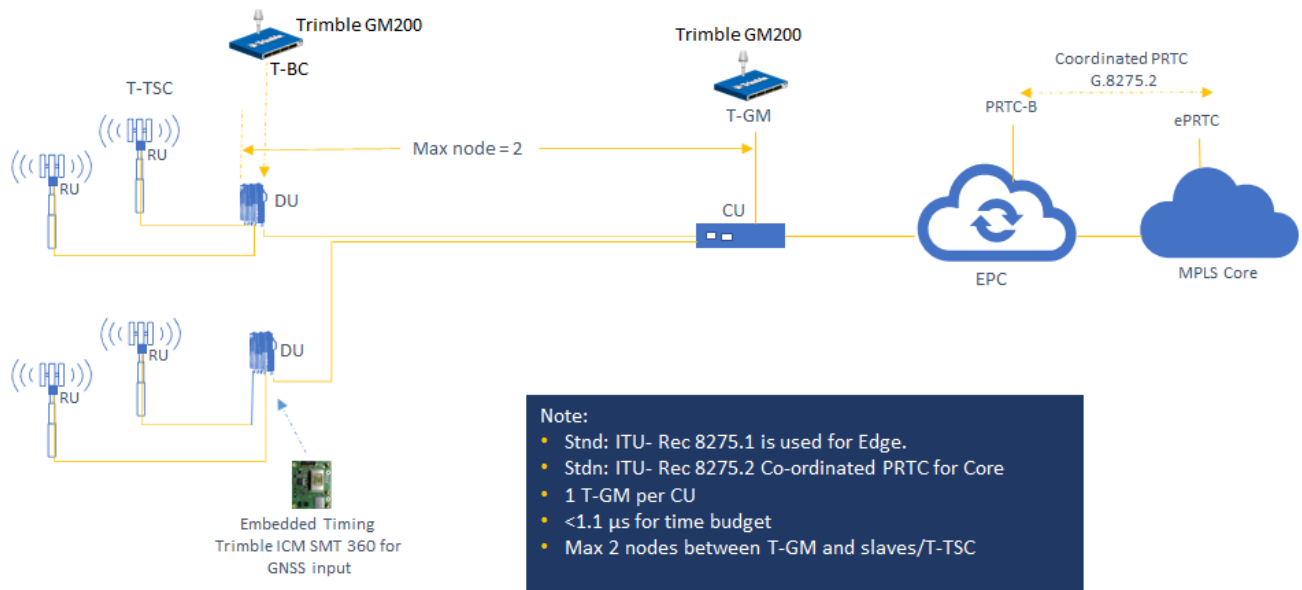 Trimble GM200
T-BC
T-TSC
RU
RU
DU
Max node = 2
Trimble GM200
T-GM
CU
Coordinated PRTC
G.8275.2
PRTC-B
ePRTC
EPC
MPLS Core
RU
RU
DU
Embedded Timing
Trimble ICM SMT 360 for
GNSS input
Note:
• Stnd: ITU- Rec 8275.1 is used for Edge.
• Stdn: ITU- Rec 8275.2 Co-ordinated PRTC for Core
• 1 T-GM per CU
• <1.1 µs for time budget
• Max 2 nodes between T-GM and slaves/T-TSC